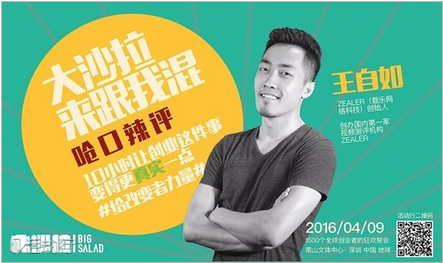 大沙拉
来跟我混
呛口辣评
10小时让创业这件事
变得更真实一点
#给改变者力量#
大沙拉
BIG
SALAD
王自如
ZEALER（载乐网
络科技）创始人
创办国内第一家
视频测评机构
ZEALER
2016/04/09
1500个全球创业者的狂欢聚会
南山文体中心·深圳 中国 地球
活动行二维码